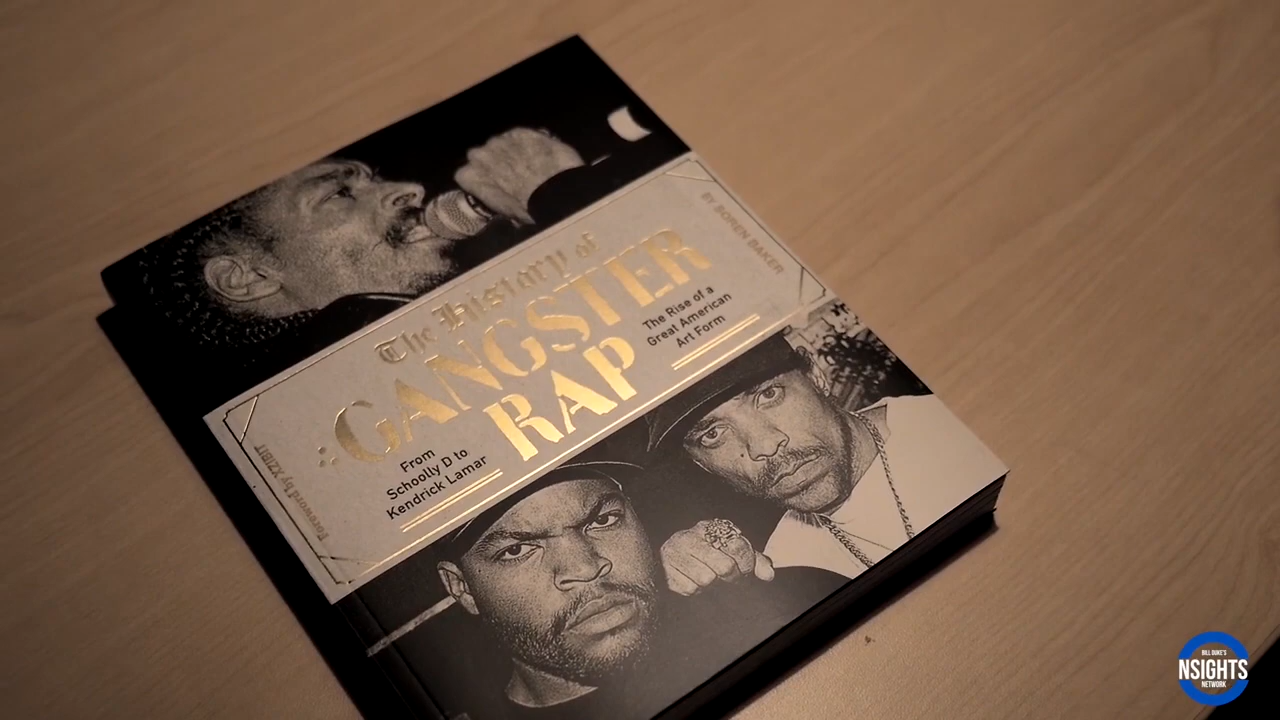 BY SOREN BAKER
The History of
GANGSTER
RAP
The Rise of a
Great American
Art Form
From
Schoolly D to
Kendrick Lamar
Foreword by XZIBIT
BILL DUKE'S
NSIGHTS
NETWORK